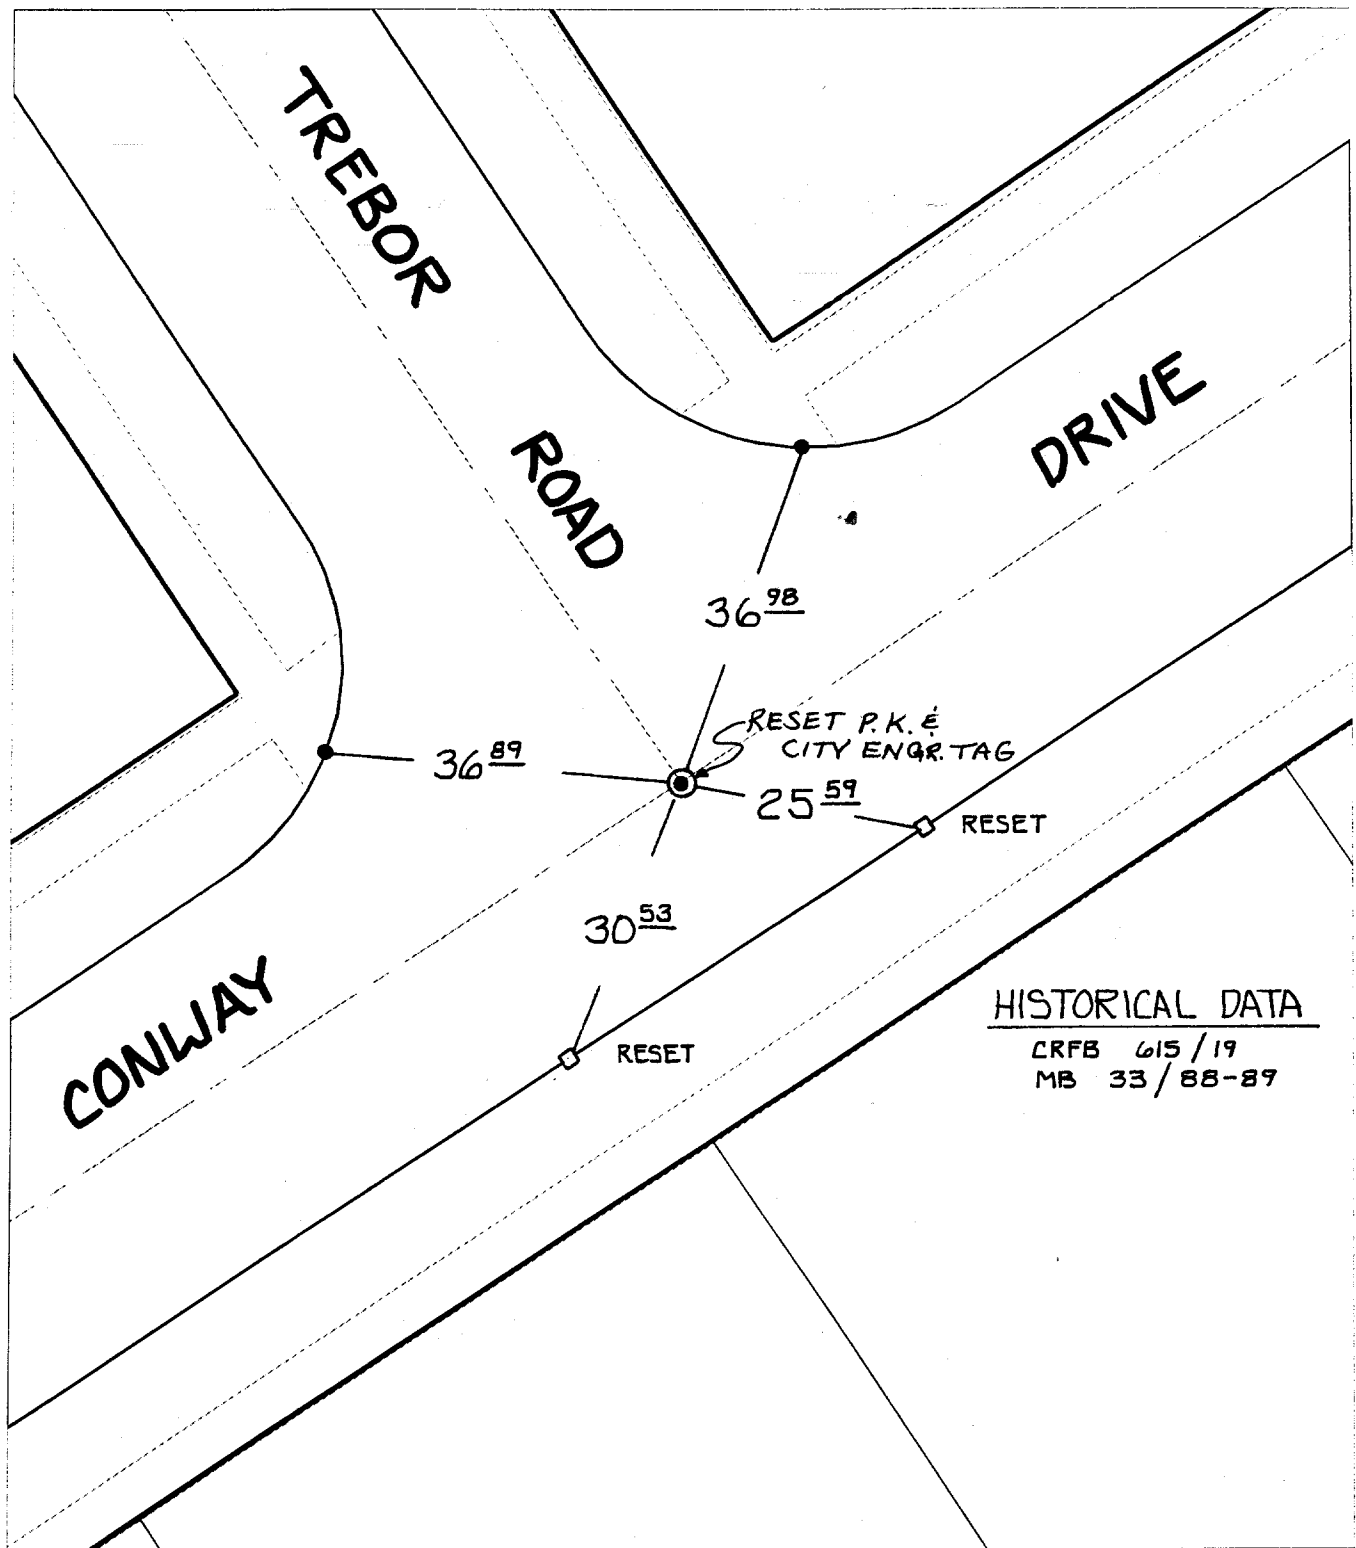 TREBOR
ROAD
DRIVE
36 98
RESET P.K. &
CITY ENGR. TAG
36 89
25 59
RESET
30 53
CONWAY
RESET
HISTORICAL DATA
CRFB 615/19
MB 33/88-89